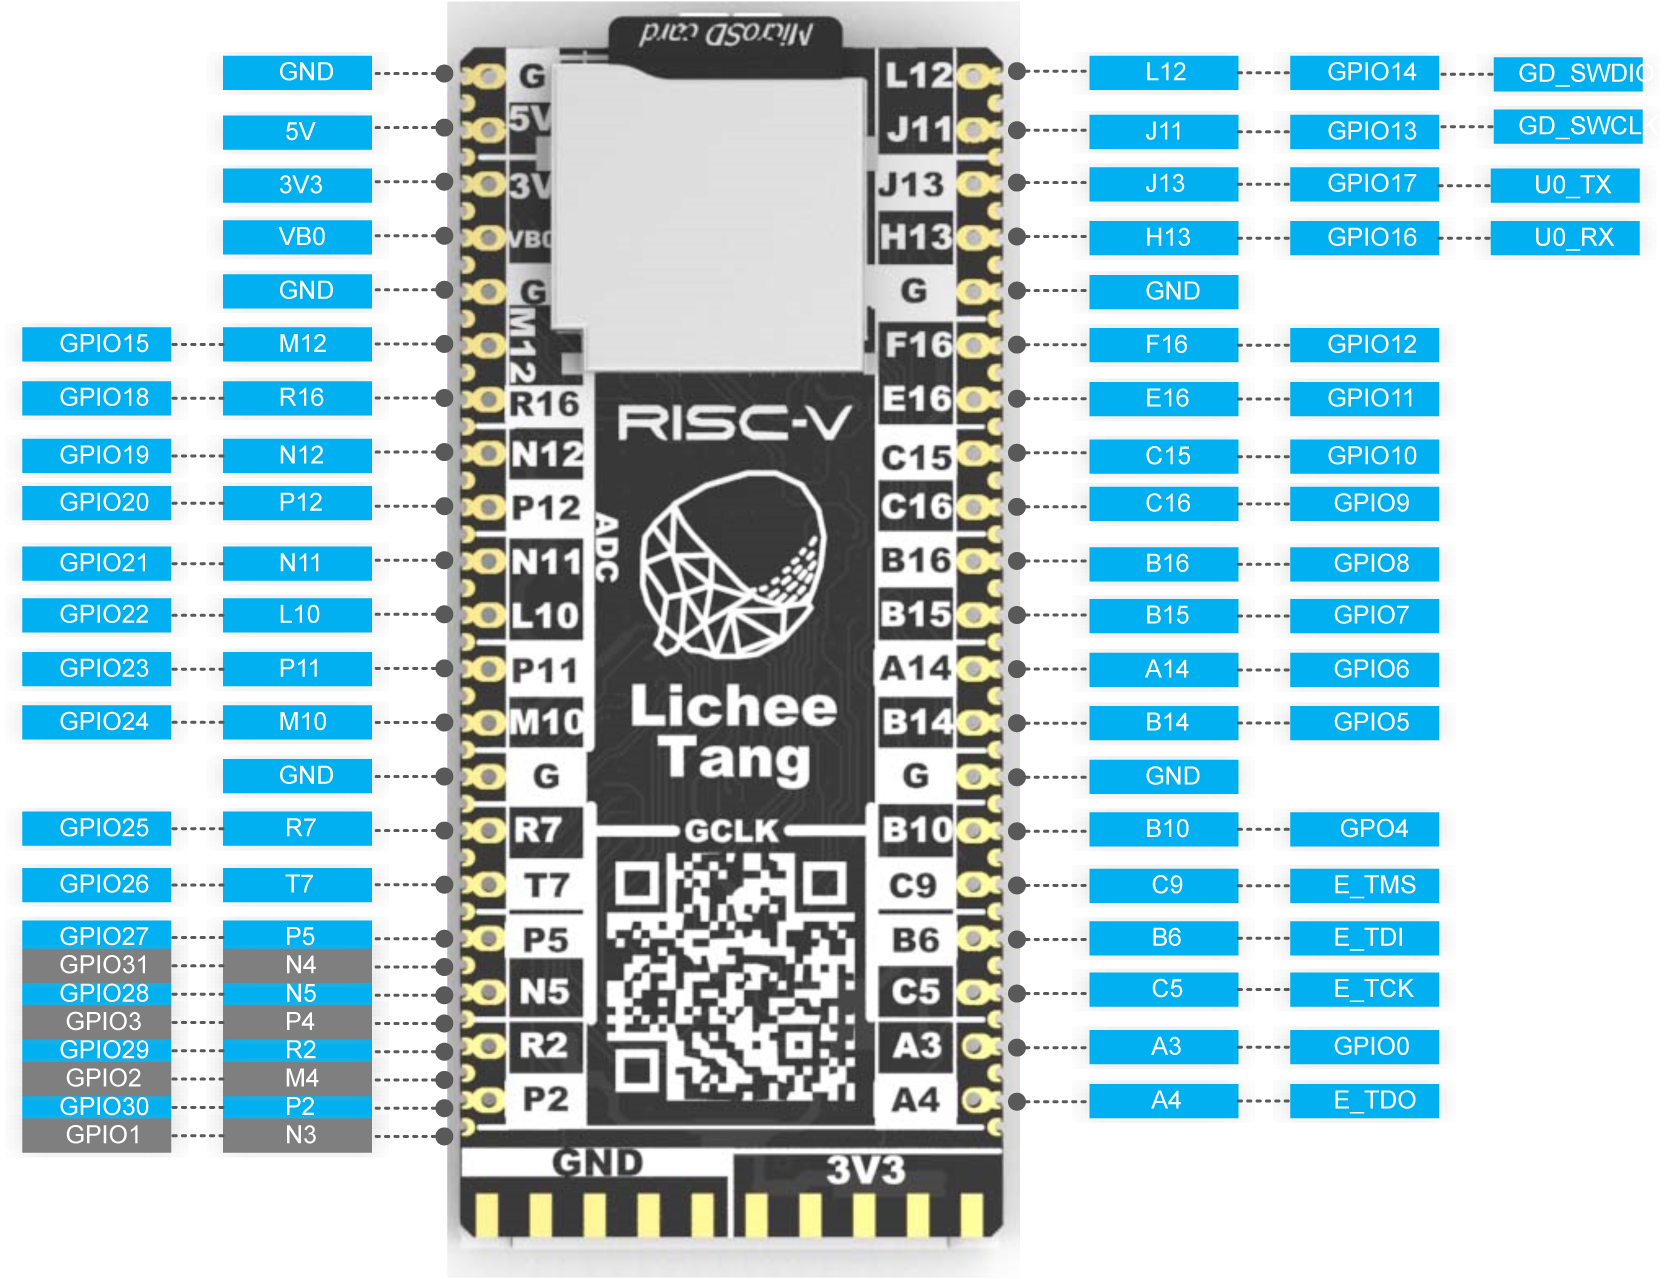 MicroSD card
GND G L12 L12 GPIO14 GD_SWDIO
5V 5V J11 J11 GPIO13 GD_SWCLK
3V3 3V J13 J13 GPIO17 U0_TX
VB0 VB0 H13 H13 GPIO16 U0_RX
GND G G GND
GPIO15 M12 M12 F16 F16 GPIO12
GPIO18 R16 R16 RISC-V E16 E16 GPIO11
GPIO19 N12 N12 C15 C15 GPIO10
GPIO20 P12 P12 ADC C16 C16 GPIO9
GPIO21 N11 N11 B16 B16 GPIO8
GPIO22 L10 L10 B15 B15 GPIO7
GPIO23 P11 P11 A14 A14 GPIO6
GPIO24 M10 M10 Lichee B14 B14 GPIO5
Tang
GND G G GND
GPIO25 R7 R7 GCLK B10 B10 GPO4
GPIO26 T7 T7 C9 C9 E_TMS
GPIO27 P5 P5 B6 B6 E_TDI
GPIO31 N4
GPIO28 N5 N5 C5 C5 E_TCK
GPIO3 P4
GPIO29 R2 R2 A3 A3 GPIO0
GPIO2 M4
GPIO30 P2 P2 A4 A4 E_TDO
GPIO1 N3
GND 3V3